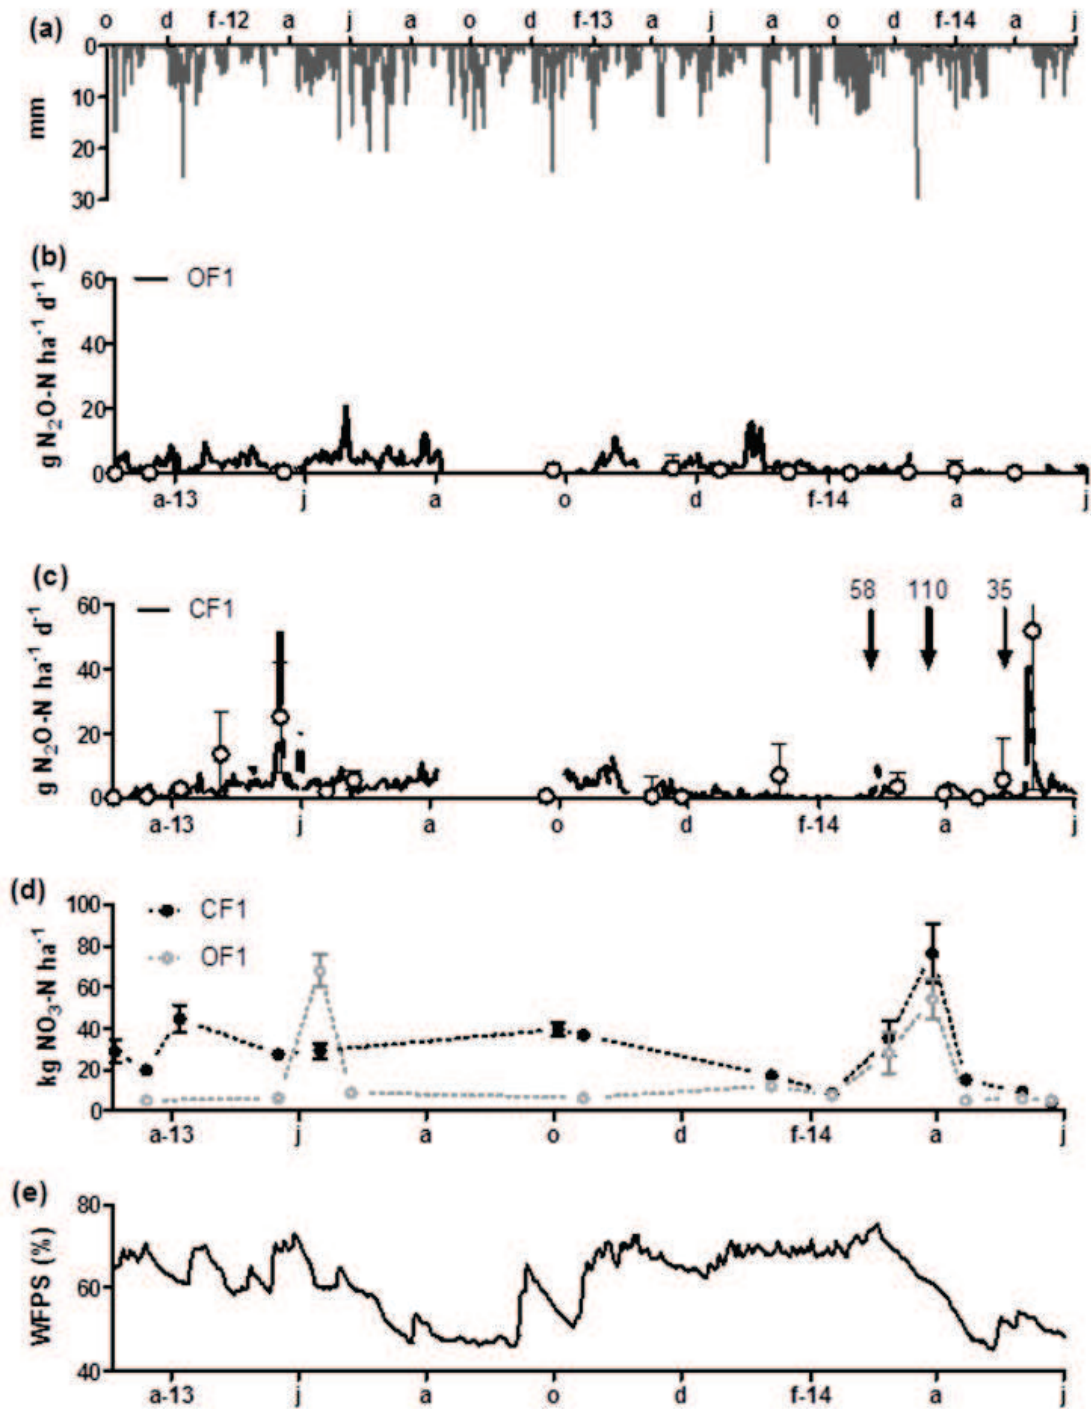 (a) o d f-12 a j a o d f-13 a j a o d f-14 a j
0
10
20
30
mm
(b)
OF1
60
40
20
0
g N₂O-N ha⁻¹ d⁻¹
a-13 j a o d f-14 a j
(c)
CF1
58 110 35
60
40
20
0
g N₂O-N ha⁻¹ d⁻¹
a-13 j a o d f-14 a j
(d)
CF1
OF1
100
80
60
40
20
0
kg NO₃-N ha⁻¹
a-13 j a o d f-14 a j
(e)
80
60
40
WFPS (%)
a-13 j a o d f-14 a j